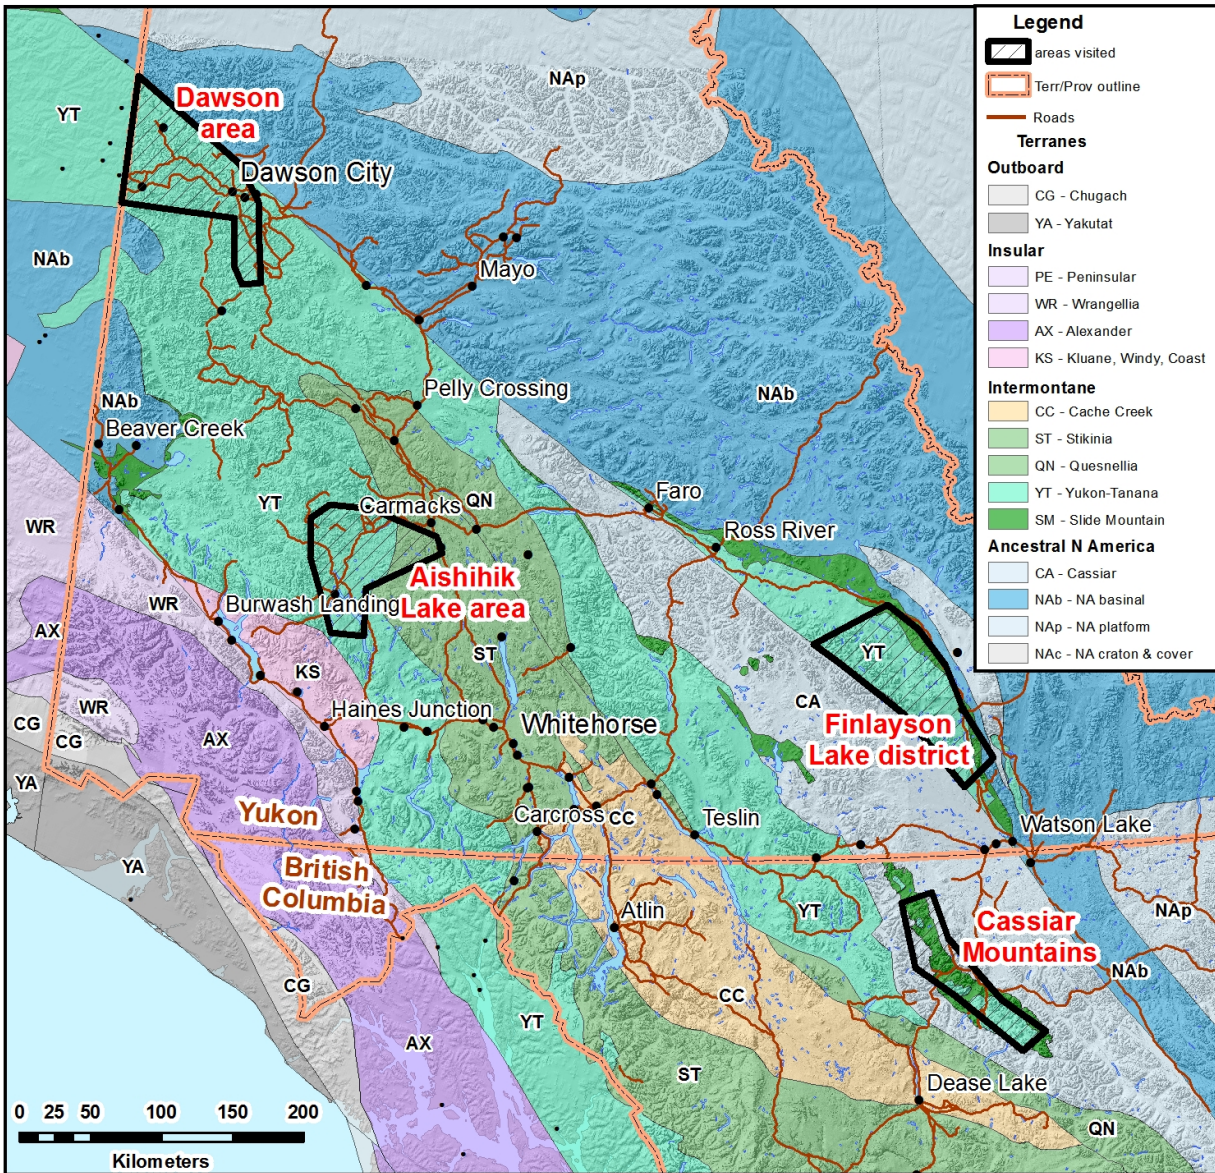 Legend
areas visited
Terr/Prov outline
Roads
Terranes
Outboard
CG - Chugach
YA - Yakutat
Insular
PE - Peninsular
WR - Wrangellia
AX - Alexander
KS - Kluane, Windy, Coast
Intermontane
CC - Cache Creek
ST - Stikinia
QN - Quesnellia
YT - Yukon-Tanana
SM - Slide Mountain
Ancestral N America
CA - Cassiar
NAb - NA basinal
NAp - NA platform
NAc - NA craton & cover
NAp
YT
Dawson
area
Dawson City
NAb
Mayo
Pelly Crossing
NAb
NAb
Beaver Creek
YT
Carmacks
QN
Faro
WR
Ross River
Aishihik
Lake area
WR
Burwash Landing
AX
ST
YT
KS
WR
CA
Haines Junction
Whitehorse
Finlayson
Lake district
CG
CG
AX
YA
Yukon
Carcross
CC
Teslin
Watson Lake
YA
British
Columbia
Atlin
YT
NAp
Cassiar
Mountains
NAb
CG
CC
YT
AX
ST
Dease Lake
QN
0 25 50 100 150 200
Kilometers